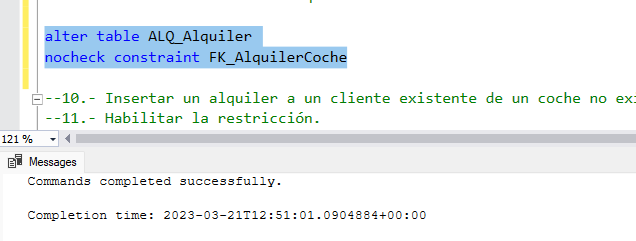 alter table ALQ_Alquiler
nocheck constraint FK_AlquilerCoche
--10.- Insertar un alquiler a un cliente existente de un coche no exi
--11.- Habilitar la restricción.
121 %
Messages
Commands completed successfully.
Completion time: 2023-03-21T12:51:01.0904884+00:00